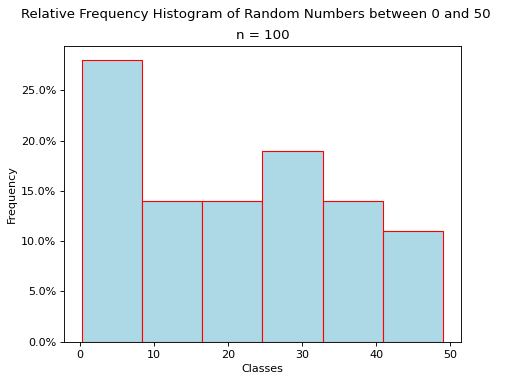 Relative Frequency Histogram of Random Numbers between 0 and 50
n = 100
25.0%
20.0%
15.0%
10.0%
5.0%
0.0%
Frequency
0 10 20 30 40 50
Classes